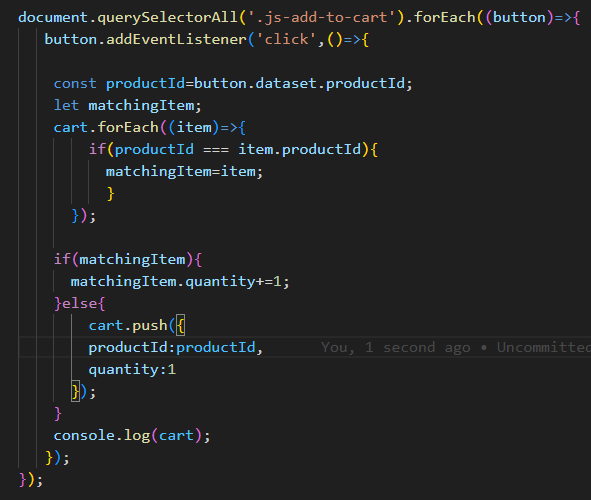 document.querySelectorAll('.js-add-to-cart').forEach((button)=>{
button.addEventListener('click',()=>{
const productId=button.dataset.productId;
let matchingItem;
cart.forEach((item)=>{
if(productId === item.productId){
matchingItem=item;
}
});
if(matchingItem){
matchingItem.quantity+=1;
}else{
cart.push({
productId:productId, You, 1 second ago • Uncommitted
quantity:1
});
}
console.log(cart);
});
});